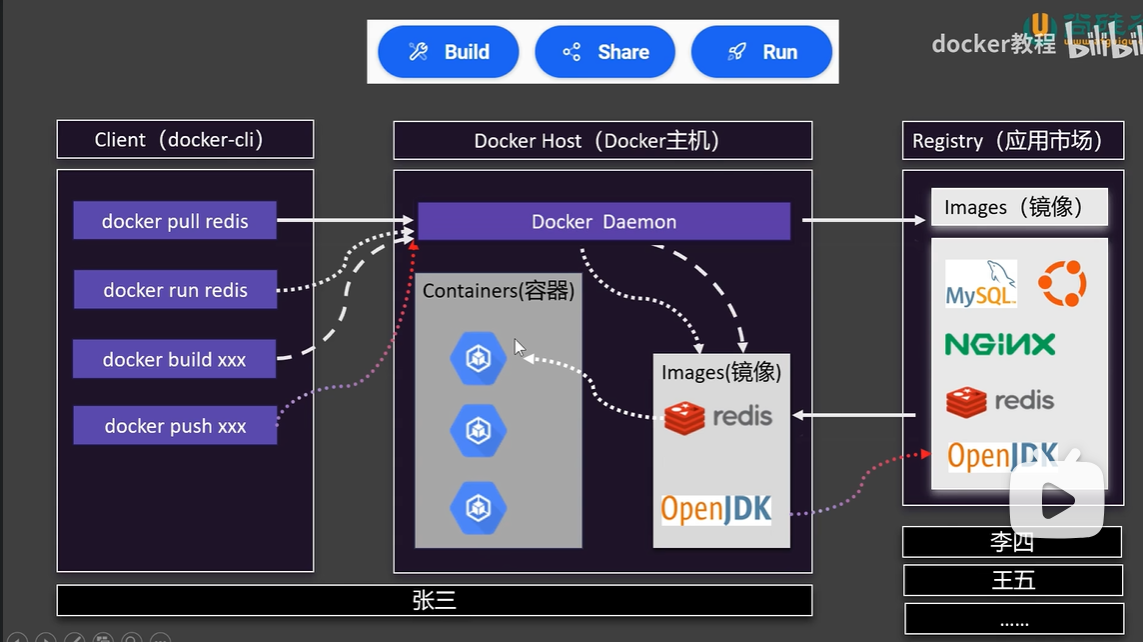 Build
Share
Run
docker教程
bilibili
Client（docker-cli）
docker pull redis
docker run redis
docker build xxx
docker push xxx
Docker Host（Docker主机）
Docker Daemon
Containers(容器)
Images(镜像)
redis
OpenJDK
Registry（应用市场）
Images（镜像）
MySQL
NGINX
redis
OpenJDK
张三
李四
王五
......